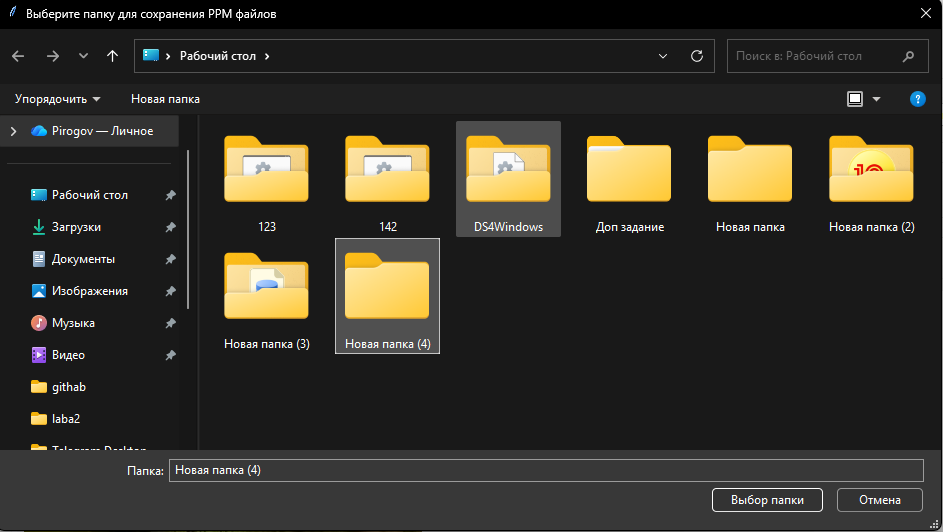 Выберите папку для сохранения PPM файлов
Рабочий стол
Поиск в: Рабочий стол
Упорядочить
Новая папка
?
Pirogov — Личное
Рабочий стол
Загрузки
Документы
Изображения
Музыка
Видео
githab
laba2
Telegram Desktop
123
142
DS4Windows
Доп задание
Новая папка
Новая папка (2)
Новая папка (3)
Новая папка (4)
Папка: Новая папка (4)
Выбор папки
Отмена